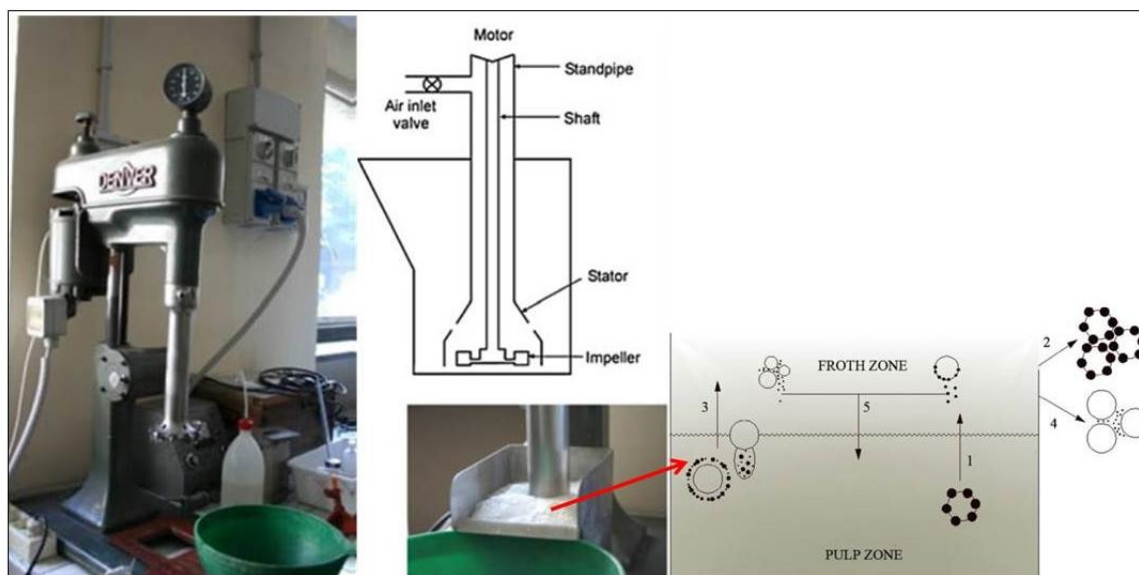 DENVER
Motor
Standpipe
Air inlet
valve
Shaft
Stator
Impeller
FROTH ZONE
2
3
5
4
1
PULP ZONE